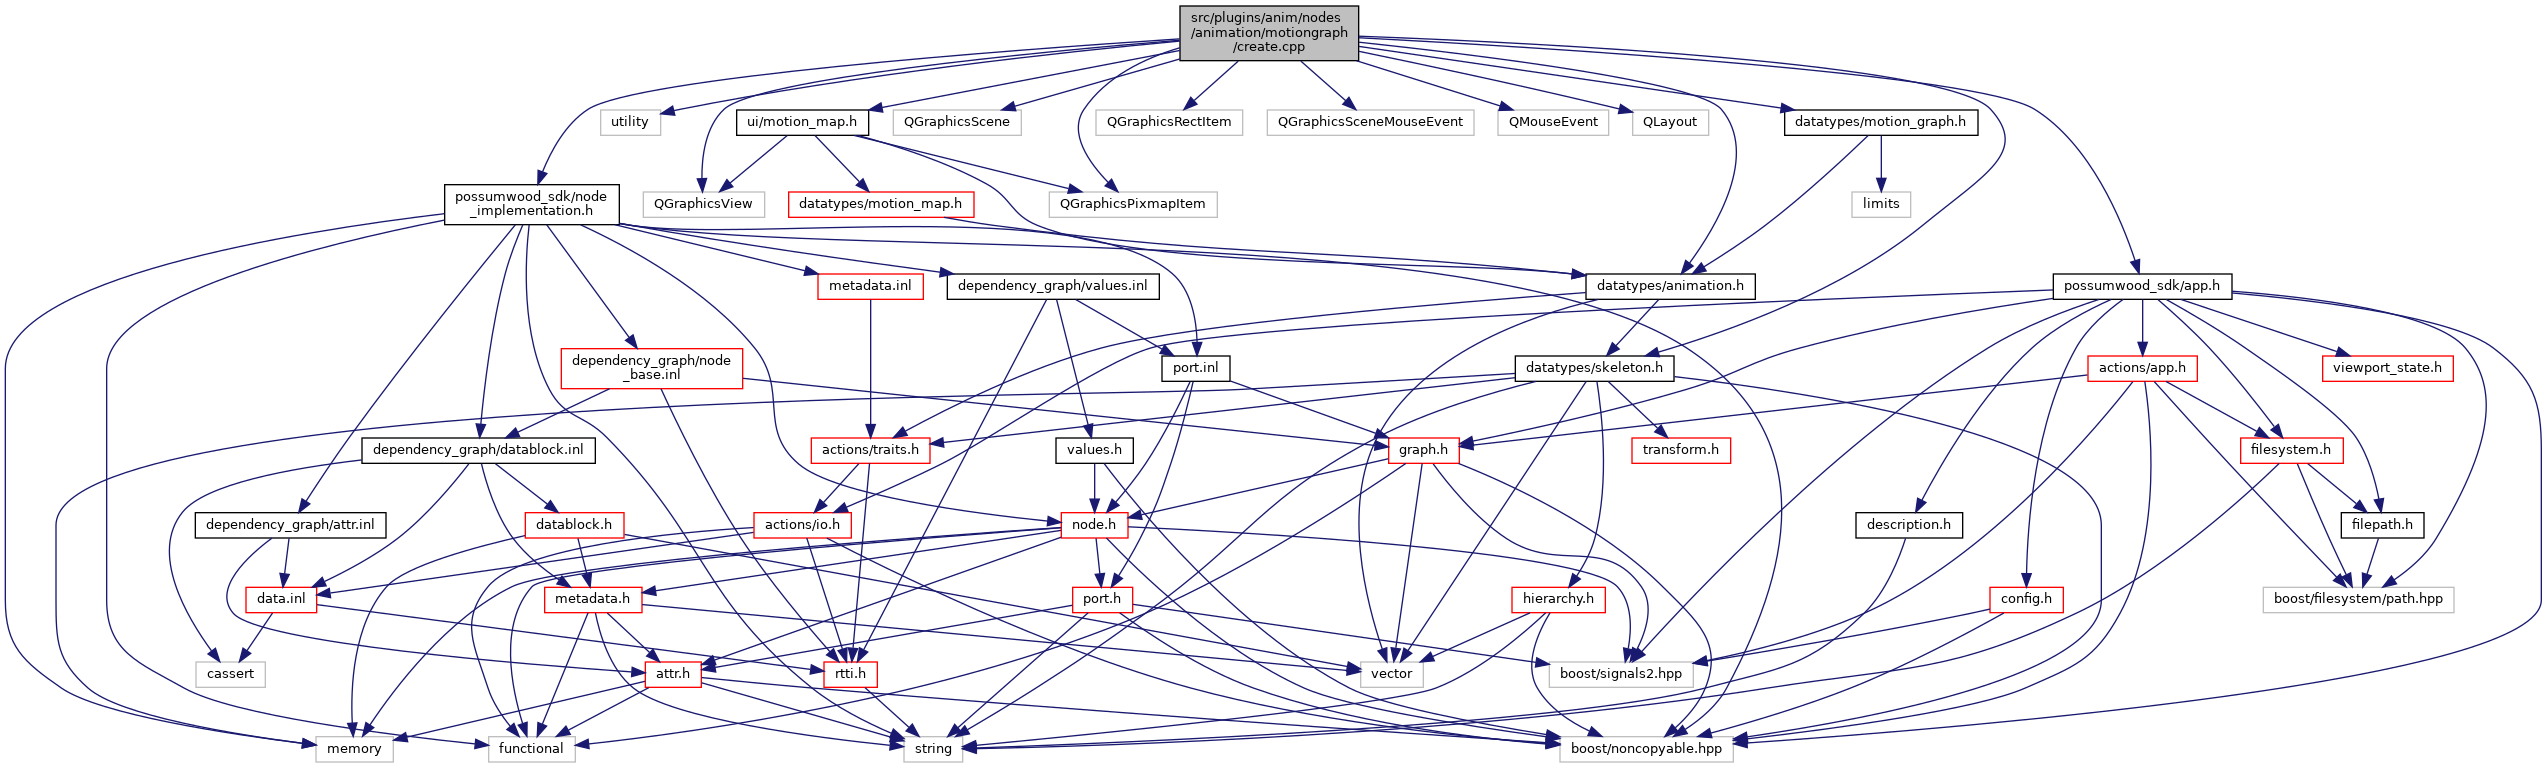 src/plugins/anim/nodes
/animation/motiongraph
/create.cpp
utility
ui/motion_map.h
QGraphicsScene
QGraphicsRectItem
QGraphicsSceneMouseEvent
QMouseEvent
QLayout
datatypes/motion_graph.h
possumwood_sdk/node
_implementation.h
QGraphicsView
datatypes/motion_map.h
QGraphicsPixmapItem
limits
metadata.inl
dependency_graph/values.inl
datatypes/animation.h
possumwood_sdk/app.h
dependency_graph/node
_base.inl
port.inl
datatypes/skeleton.h
actions/app.h
viewport_state.h
dependency_graph/datablock.inl
actions/traits.h
values.h
graph.h
transform.h
filesystem.h
dependency_graph/attr.inl
datablock.h
actions/io.h
node.h
description.h
filepath.h
data.inl
metadata.h
port.h
hierarchy.h
config.h
boost/filesystem/path.hpp
cassert
attr.h
rtti.h
vector
boost/signals2.hpp
memory
functional
string
boost/noncopyable.hpp